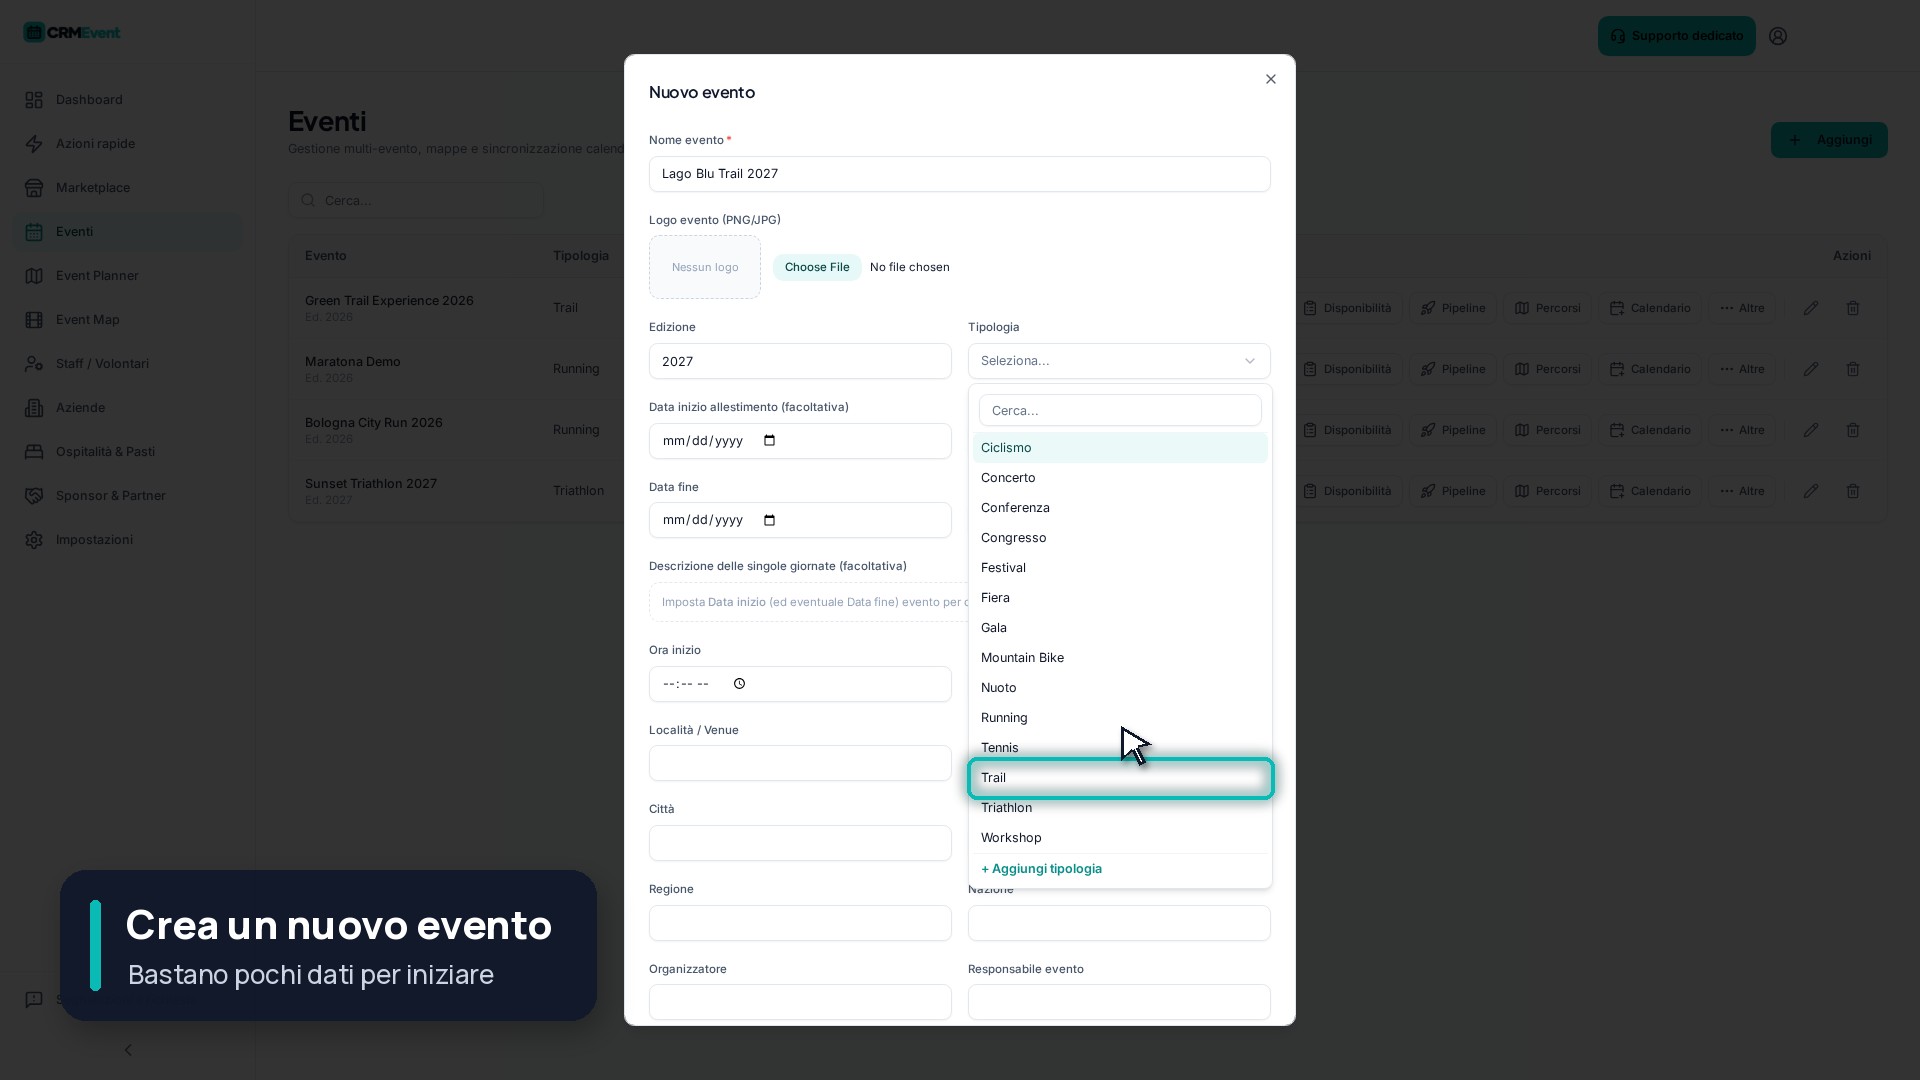 CRMEvent
Supporto dedicato
Dashboard
Azioni rapide
Marketplace
Eventi
Event Planner
Event Map
Staff / Volontari
Aziende
Ospitalità & Pasti
Sponsor & Partner
Impostazioni
Eventi
Gestione multi-evento, mappe e sincronizzazione calend
Aggiungi
Cerca...
Evento
Tipologia
Azioni
Green Trail Experience 2026
Ed. 2026
Trail
Disponibilità
Pipeline
Percorsi
Calendario
Altre
Maratona Demo
Ed. 2026
Running
Disponibilità
Pipeline
Percorsi
Calendario
Altre
Bologna City Run 2026
Ed. 2026
Running
Disponibilità
Pipeline
Percorsi
Calendario
Altre
Sunset Triathlon 2027
Ed. 2027
Triathlon
Disponibilità
Pipeline
Percorsi
Calendario
Altre
Nuovo evento
Nome evento *
Lago Blu Trail 2027
Logo evento (PNG/JPG)
Nessun logo
Choose File
No file chosen
Edizione
2027
Tipologia
Seleziona...
Data inizio allestimento (facoltativa)
mm/dd/yyyy
Data fine
mm/dd/yyyy
Descrizione delle singole giornate (facoltativa)
Imposta Data inizio (ed eventuale Data fine) evento per
Ora inizio
--:-- --
Località / Venue
Città
Regione
Nazione
Organizzatore
Responsabile evento
Cerca...
Ciclismo
Concerto
Conferenza
Congresso
Festival
Fiera
Gala
Mountain Bike
Nuoto
Running
Tennis
Trail
Triathlon
Workshop
+ Aggiungi tipologia
Crea un nuovo evento
Bastano pochi dati per iniziare